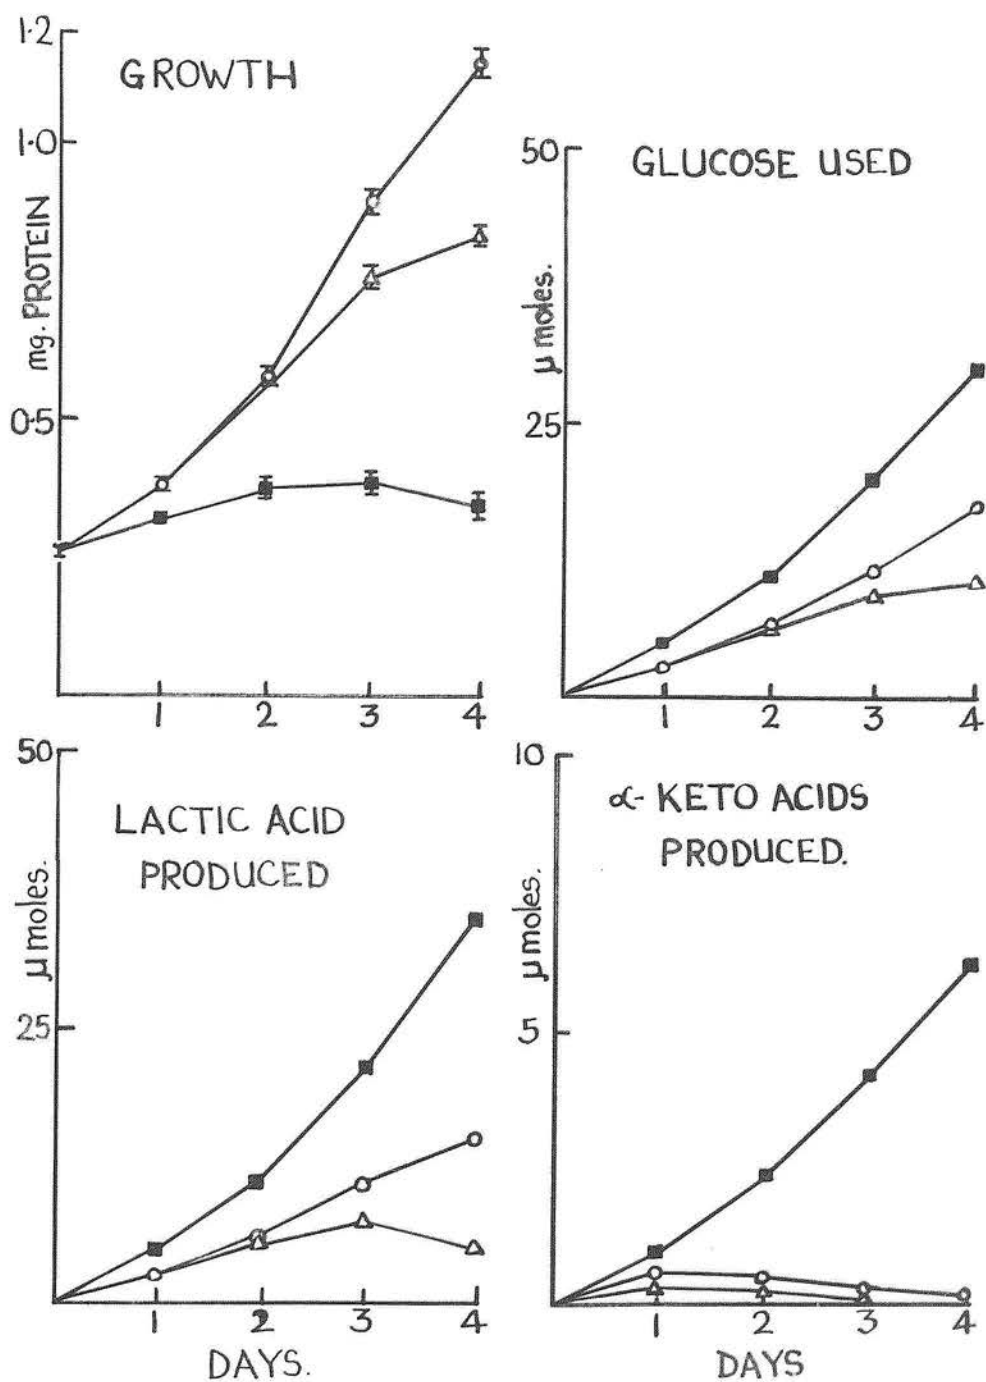 1.2
GROWTH
1.0
mg. PROTEIN
0.5
1 2 3 4
50
GLUCOSE USED
μ moles.
25
1 2 3 4
50
LACTIC ACID
PRODUCED
μ moles.
25
1 2 3 4
DAYS.
10
α- KETO ACIDS
PRODUCED.
μ moles.
5
1 2 3 4
DAYS